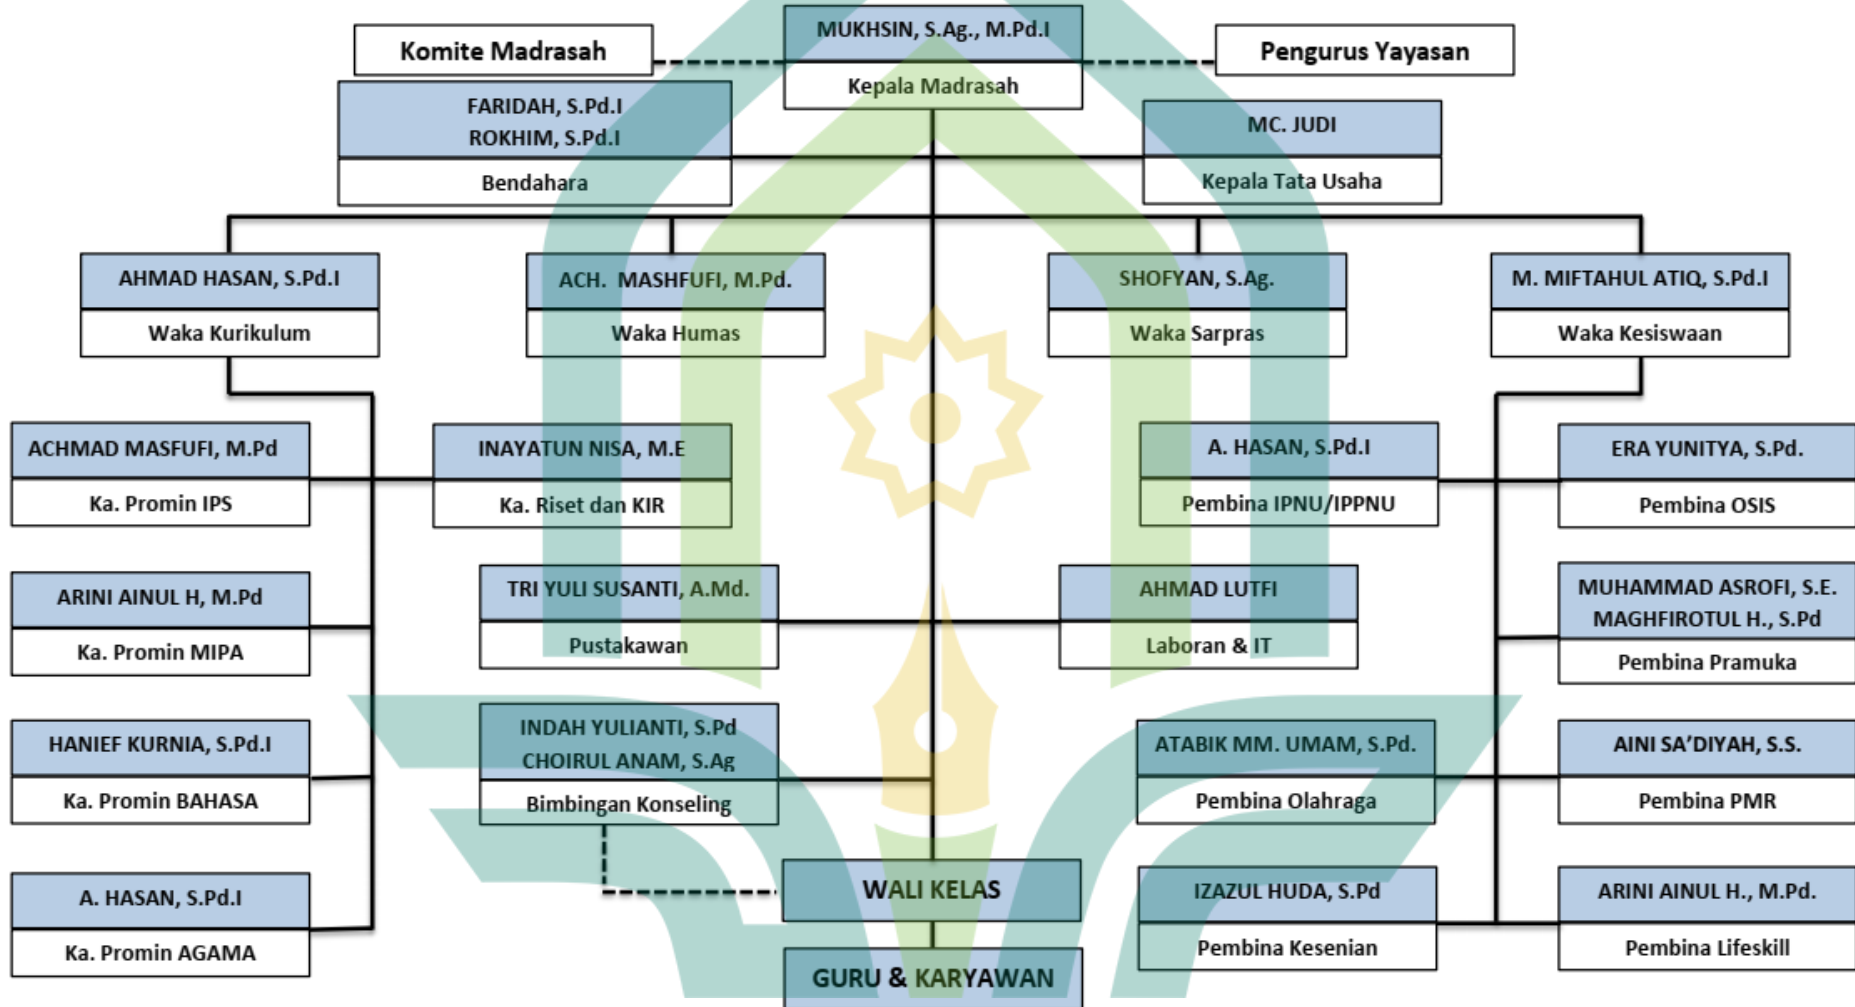 MUKHSIN, S.Ag., M.Pd.I
Kepala Madrasah
Komite Madrasah
Pengurus Yayasan
FARIDAH, S.Pd.I
ROKHIM, S.Pd.I
Bendahara
MC. JUDI
Kepala Tata Usaha
AHMAD HASAN, S.Pd.I
Waka Kurikulum
ACH. MASHFUFI, M.Pd.
Waka Humas
SHOFYAN, S.Ag.
Waka Sarpras
M. MIFTAHUL ATIQ, S.Pd.I
Waka Kesiswaan
ACHMAD MASFUFI, M.Pd
Ka. Promin IPS
INAYATUN NISA, M.E
Ka. Riset dan KIR
A. HASAN, S.Pd.I
Pembina IPNU/IPPNU
ERA YUNITYA, S.Pd.
Pembina OSIS
ARINI AINUL H, M.Pd
Ka. Promin MIPA
TRI YULI SUSANTI, A.Md.
Pustakawan
AHMAD LUTFI
Laboran & IT
MUHAMMAD ASROFI, S.E.
MAGHFIROTUL H., S.Pd
Pembina Pramuka
HANIEF KURNIA, S.Pd.I
Ka. Promin BAHASA
INDAH YULIANTI, S.Pd
CHOIRUL ANAM, S.Ag
Bimbingan Konseling
ATABIK MM. UMAM, S.Pd.
Pembina Olahraga
AINI SA’DIYAH, S.S.
Pembina PMR
A. HASAN, S.Pd.I
Ka. Promin AGAMA
WALI KELAS
IZAZUL HUDA, S.Pd
Pembina Kesenian
ARINI AINUL H., M.Pd.
Pembina Lifeskill
GURU & KARYAWAN